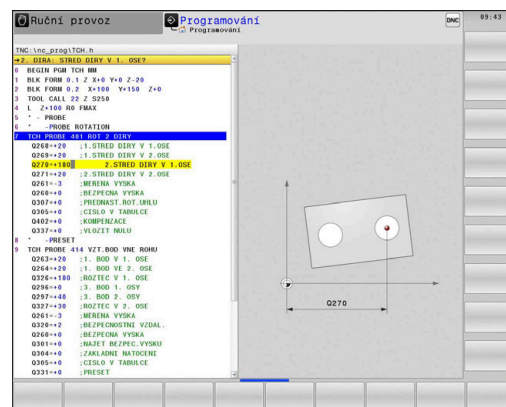 Ruční provoz
Programování
Programování
DNC
09:43
TNC:\nc_prog\TCH.h
→2. DIRA: STRED DIRY V 1. OSE?
0 BEGIN PGM TCH MM
1 BLK FORM 0.1 Z X+0 Y+0 Z-20
2 BLK FORM 0.2 X+100 Y+150 Z+0
3 TOOL CALL 22 Z S250
4 L Z+100 R0 FMAX
5 * - PROBE
6 * -PROBE ROTATION
7 TCH PROBE 401 ROT 2 DIRY
Q268=+20 ;1.STRED DIRY V 1.OSE
Q269=+20 ;1.STRED DIRY V 2.OSE
Q270=+180 2.STRED DIRY V 1.OSE
Q271=+20 ;2.STRED DIRY V 2.OSE
Q261=-3 ;MERENA VYSKA
Q260=+0 ;BEZPECNA VYSKA
Q307=+0 ;PREDNAST.ROT.UHLU
Q305=+0 ;CISLO V TABULCE
Q402=+0 ;KOMPENZACE
Q337=+0 ;VLOZIT NULU
8 * -PRESET
9 TCH PROBE 414 VZT.BOD VNE ROHU
Q263=+20 ;1. BOD V 1. OSE
Q264=+20 ;1. BOD VE 2. OSE
Q326=+180 ;ROZTEC V 1. OSE
Q296=+0 ;3. BOD 1. OSY
Q297=+40 ;3. BOD 2. OSY
Q327=+30 ;ROZTEC V 2. OSE
Q261=-3 ;MERENA VYSKA
Q320=+2 ;BEZPECNOSTNI VZDAL.
Q260=+0 ;BEZPECNA VYSKA
Q301=+0 ;NAJET BEZPEC.VYSKU
Q304=+0 ;ZAKLADNI NATOCENI
Q305=+0 ;CISLO V TABULCE
Q331=+0 ;PRESET
Q270